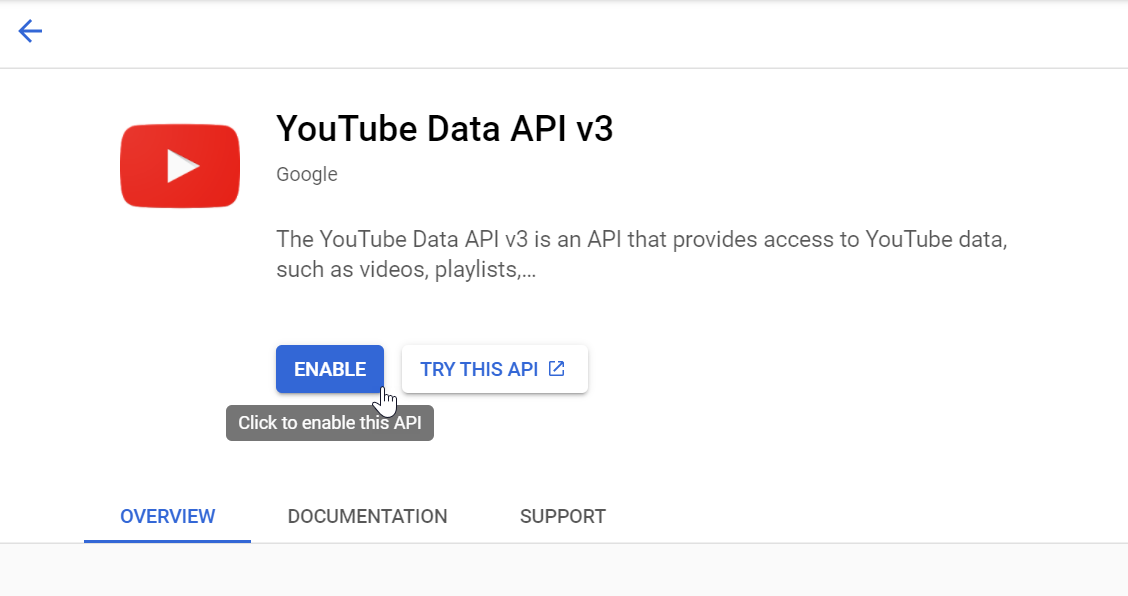 YouTube Data API v3
Google
The YouTube Data API v3 is an API that provides access to YouTube data,
such as videos, playlists,...
ENABLE TRY THIS API
Click to enable this API
OVERVIEW DOCUMENTATION SUPPORT